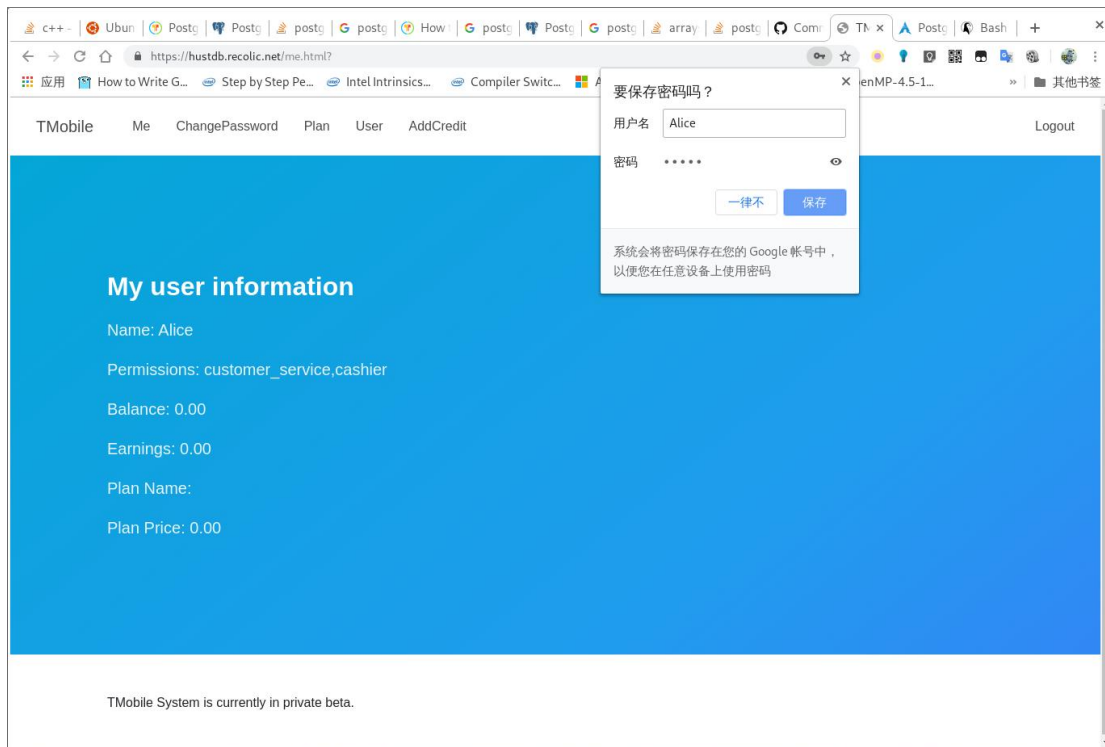 c++ - Ubun Postg Postg postg postg How Postg postg array postg Com TM Postg Bash
https://hustdb.recolic.net/me.html?
应用 How to Write G... Step by Step Pe... Intel Intrinsics... Compiler Switc... A enMP-4.5-1... » 其他书签
TMobile Me ChangePassword Plan User AddCredit Logout
要保存密码吗？
用户名 Alice
密码 •••••
一律不 保存
系统会将密码保存在您的 Google 帐号中，
以便您在任意设备上使用密码
My user information
Name: Alice
Permissions: customer_service,cashier
Balance: 0.00
Earnings: 0.00
Plan Name:
Plan Price: 0.00
TMobile System is currently in private beta.